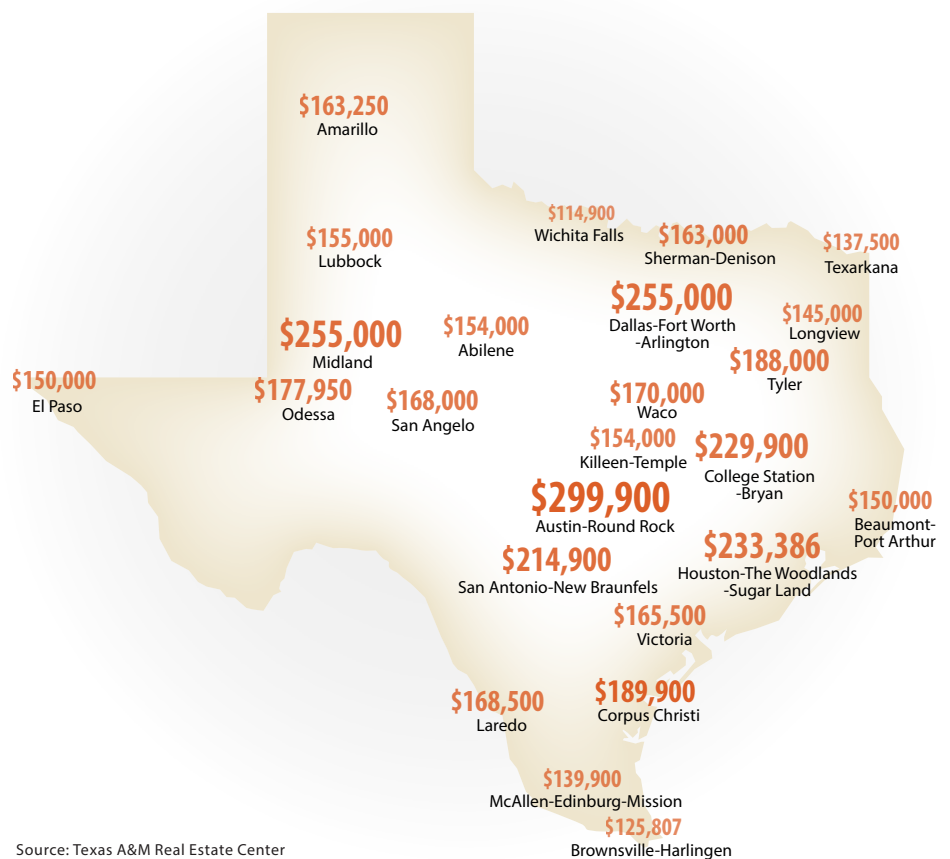 $163,250
Amarillo
$114,900
Wichita Falls
$155,000
Lubbock
$163,000
Sherman-Denison
$137,500
Texarkana
$255,000
Dallas-Fort Worth
-Arlington
$145,000
Longview
$255,000
Midland
$154,000
Abilene
$188,000
Tyler
$150,000
El Paso
$177,950
Odessa
$168,000
San Angelo
$170,000
Waco
$154,000
Killeen-Temple
$229,900
College Station
-Bryan
$299,900
Austin-Round Rock
$150,000
Beaumont-
Port Arthur
$214,900
San Antonio-New Braunfels
$233,386
Houston-The Woodlands
-Sugar Land
$165,500
Victoria
$168,500
Laredo
$189,900
Corpus Christi
$139,900
McAllen-Edinburg-Mission
$125,807
Brownsville-Harlingen
Source: Texas A&M Real Estate Center